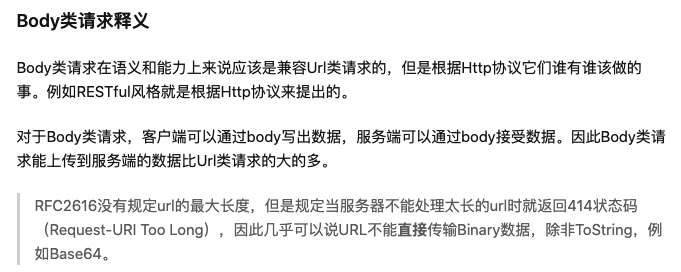 Body类请求释义
Body类请求在语义和能力上来说应该是兼容Url类请求的，但是根据Http协议它们谁有谁该做的
事。例如RESTful风格就是根据Http协议来提出的。
对于Body类请求，客户端可以通过body写出数据，服务端可以通过body接受数据。因此Body类请
求能上传到服务端的数据比Url类请求的大的多。
RFC2616没有规定url的最大长度，但是规定当服务器不能处理太长的url时就返回414状态码
（Request-URI Too Long），因此几乎可以说URL不能直接传输Binary数据，除非ToString，例
如Base64。